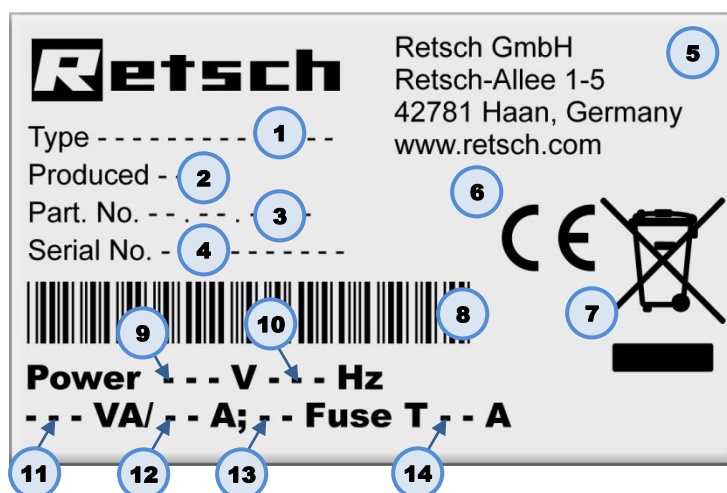 Retsch
Retsch GmbH
Retsch-Allee 1-5
42781 Haan, Germany
www.retsch.com
5
Type - - - - - - - - - 1 - -
Produced - 2
Part. No. - - . - - . - 3 -
Serial No. - 4 - - - - - - -
6
CE
7
8
9
10
Power - - - V - - - Hz
- - - VA/ - - A; - - Fuse T - - A
11
12
13
14